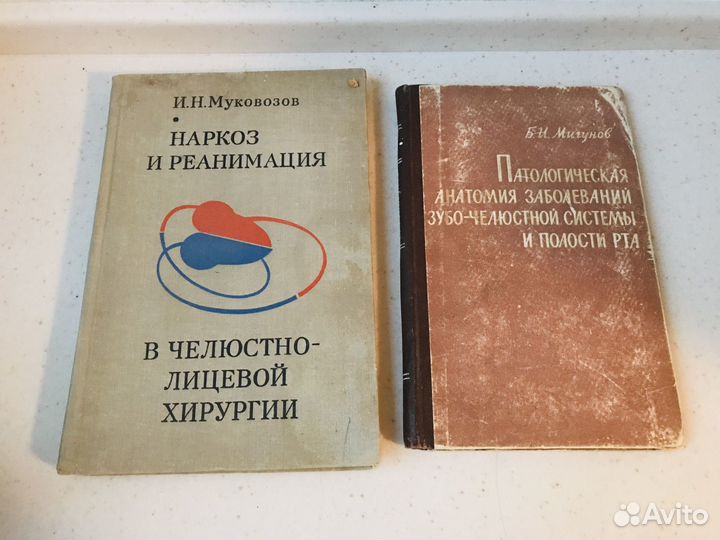 И.Н.Муковозов
НАРКОЗ
И РЕАНИМАЦИЯ
В ЧЕЛЮСТНО-
ЛИЦЕВОЙ
ХИРУРГИИ
Б.И.Мигунов
ПАТОЛОГИЧЕСКАЯ
АНАТОМИЯ ЗАБОЛЕВАНИЙ
ЗУБО-ЧЕЛЮСТНОЙ СИСТЕМЫ
И ПОЛОСТИ РТА
Avito